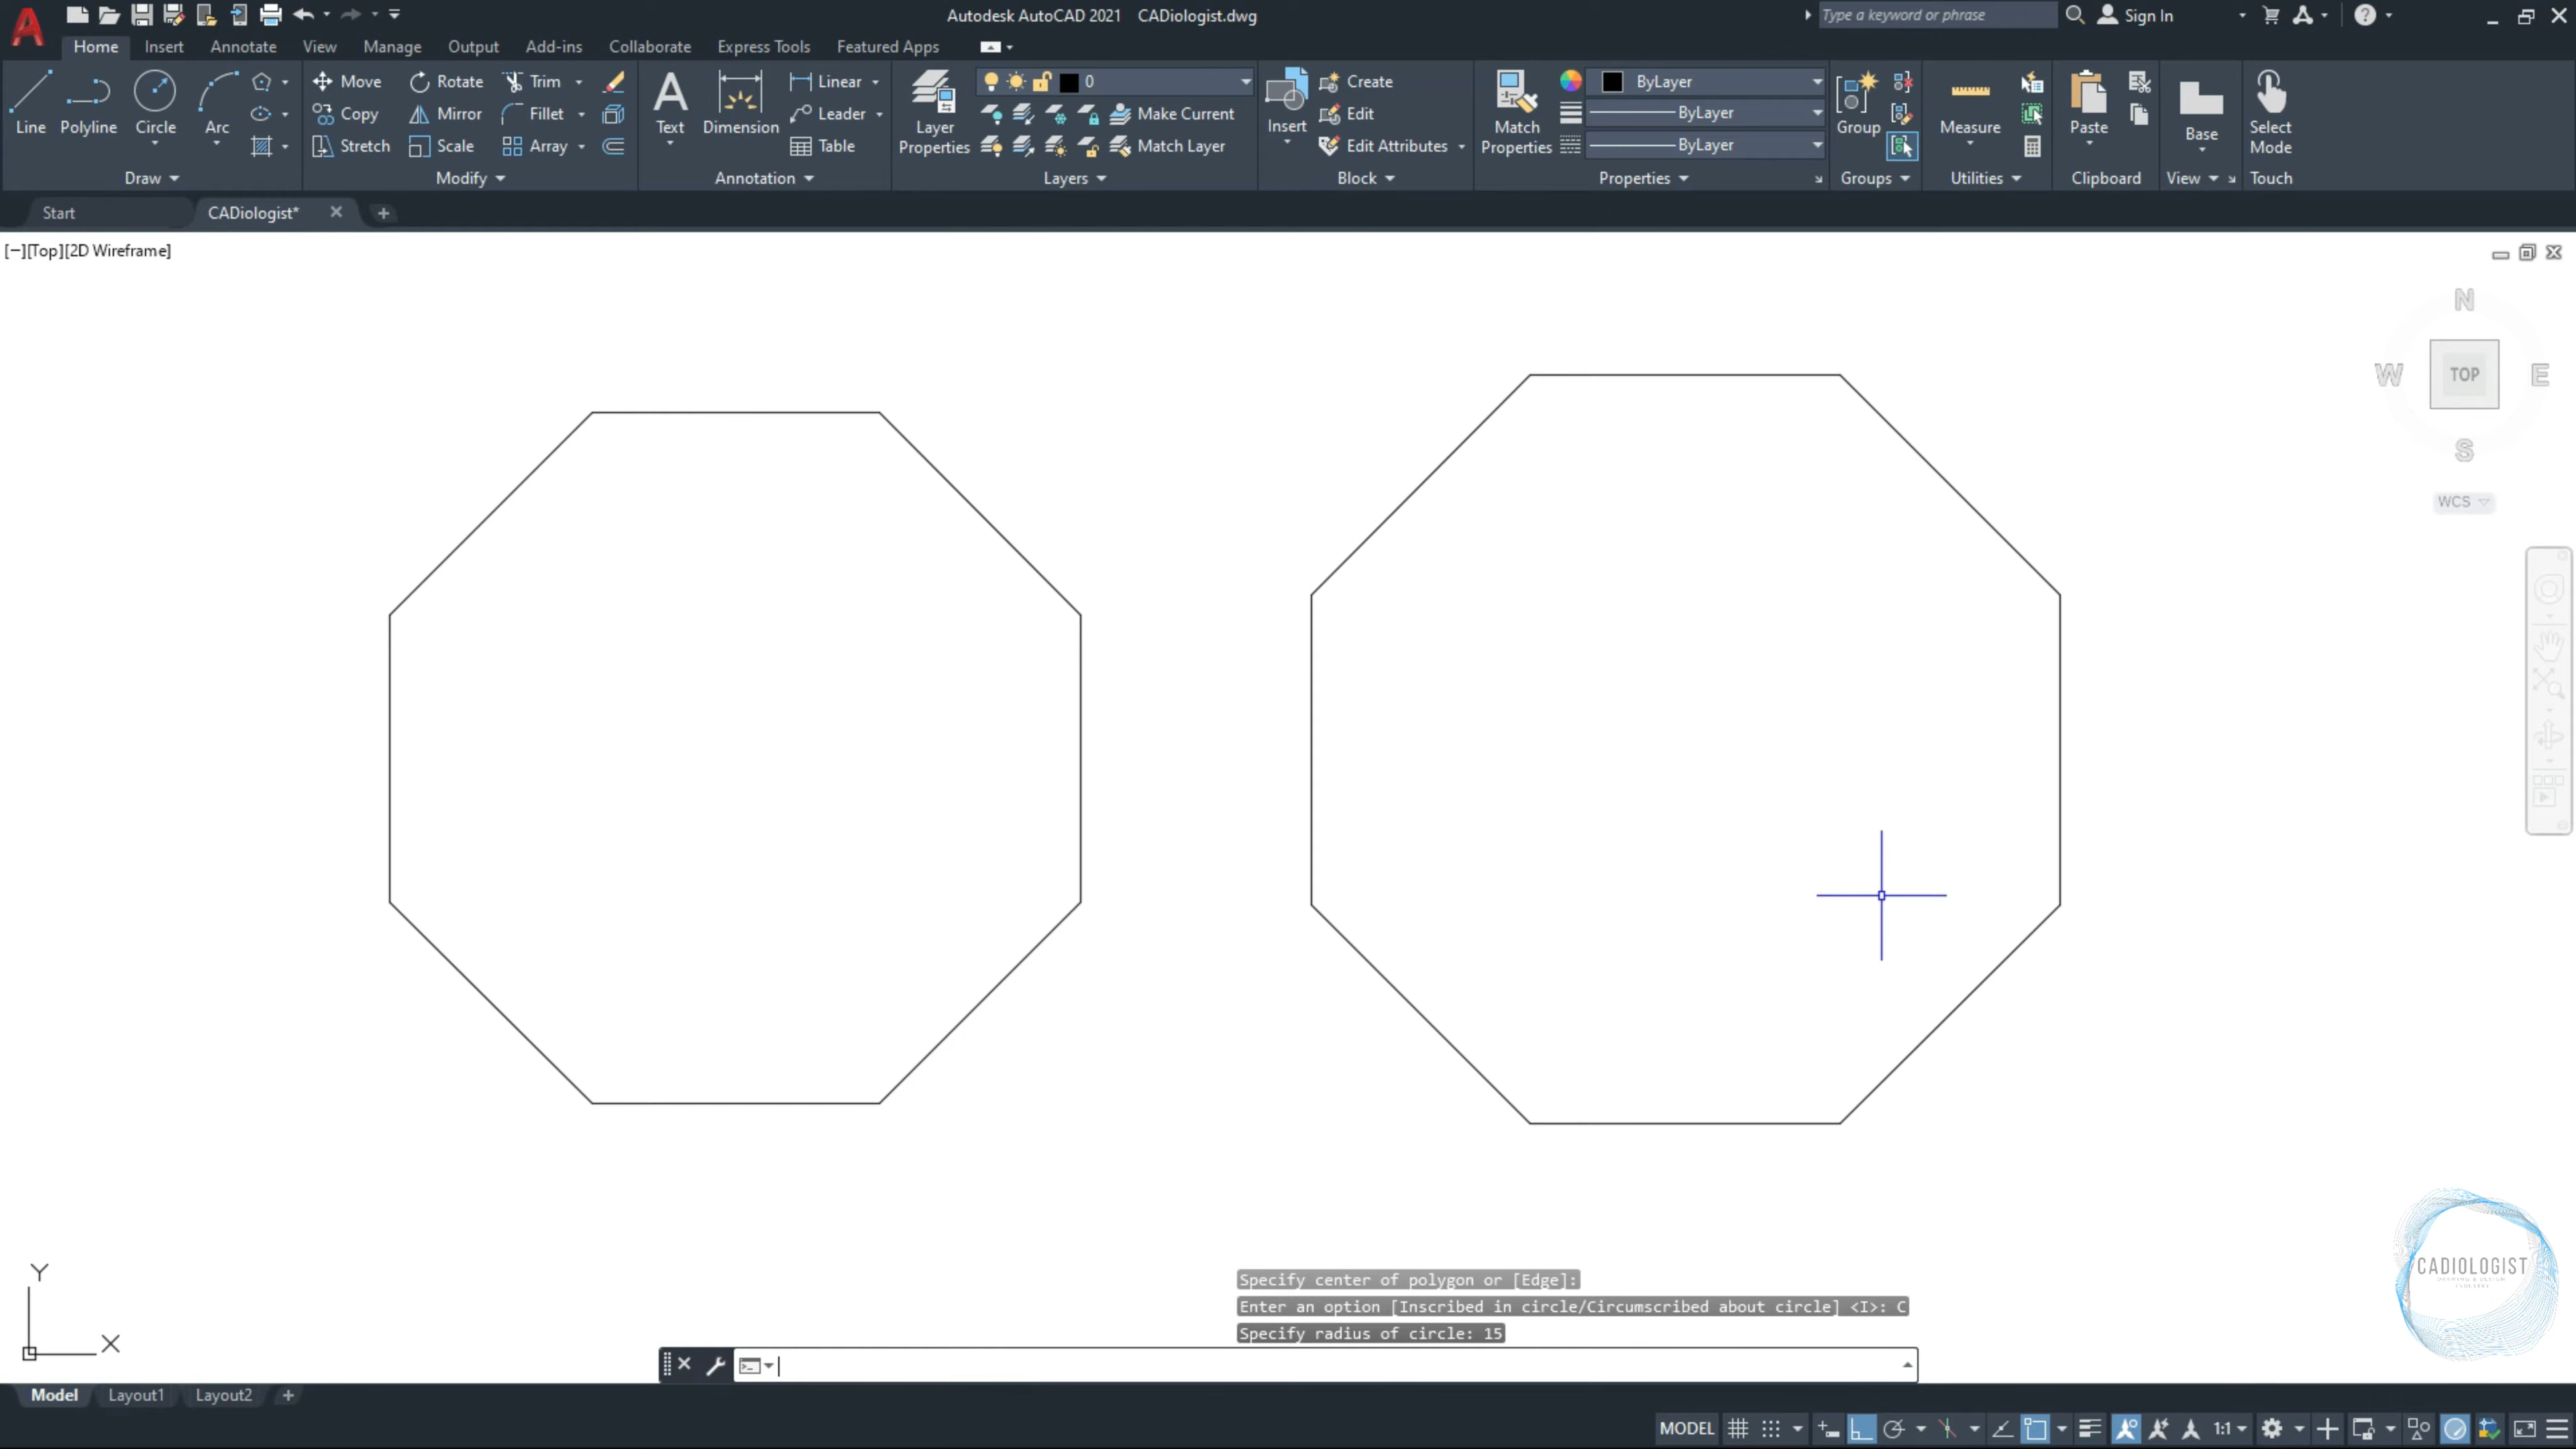 Autodesk AutoCAD 2021 CADiologist.dwg
Type a keyword or phrase
Sign In
Home Insert Annotate View Manage Output Add-ins Collaborate Express Tools Featured Apps
Line
Polyline
Circle
Arc
Draw
Move
Rotate
Trim
Copy
Mirror
Fillet
Stretch
Scale
Array
Modify
Text
Dimension
Linear
Leader
Table
Annotation
Layer
Properties
0
Make Current
Match Layer
Layers
Insert
Create
Edit
Edit Attributes
Block
Match
Properties
ByLayer
ByLayer
ByLayer
Properties
Group
Groups
Measure
Utilities
Paste
Clipboard
Base
View
Select
Mode
Touch
Start
CADiologist*
[−][Top][2D Wireframe]
N
W
TOP
E
S
WCS
Y
X
Specify center of polygon or [Edge]:
Enter an option [Inscribed in circle/Circumscribed about circle] <I>: C
Specify radius of circle: 15
CADIOLOGIST
Model
Layout1
Layout2
MODEL
1:1